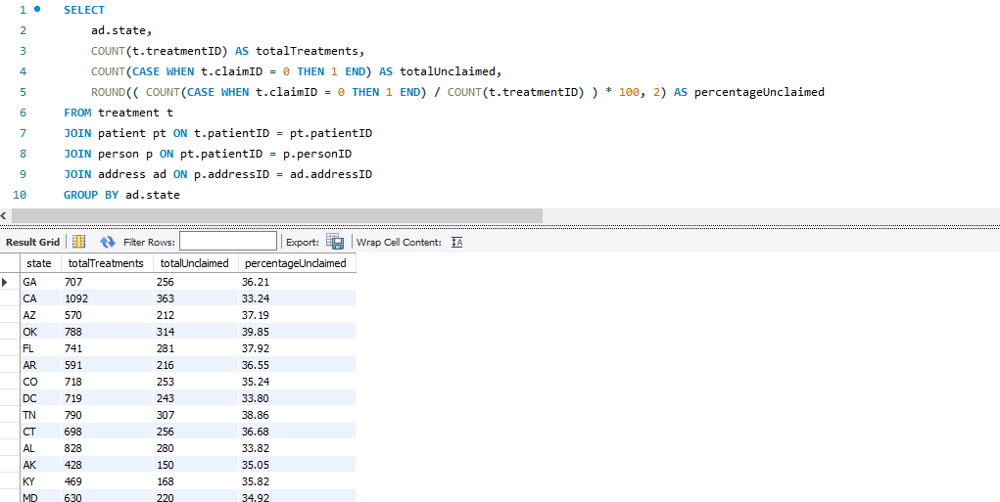 1 SELECT
2 ad.state,
3 COUNT(t.treatmentID) AS totalTreatments,
4 COUNT(CASE WHEN t.claimID = 0 THEN 1 END) AS totalUnclaimed,
5 ROUND(( COUNT(CASE WHEN t.claimID = 0 THEN 1 END) / COUNT(t.treatmentID) ) * 100, 2) AS percentageUnclaimed
6 FROM treatment t
7 JOIN patient pt ON t.patientID = pt.patientID
8 JOIN person p ON pt.patientID = p.personID
9 JOIN address ad ON p.addressID = ad.addressID
10 GROUP BY ad.state
Result Grid Filter Rows: Export: Wrap Cell Content:
state totalTreatments totalUnclaimed percentageUnclaimed
GA 707 256 36.21
CA 1092 363 33.24
AZ 570 212 37.19
OK 788 314 39.85
FL 741 281 37.92
AR 591 216 36.55
CO 718 253 35.24
DC 719 243 33.80
TN 790 307 38.86
CT 698 256 36.68
AL 828 280 33.82
AK 428 150 35.05
KY 469 168 35.82
MD 630 220 34.92